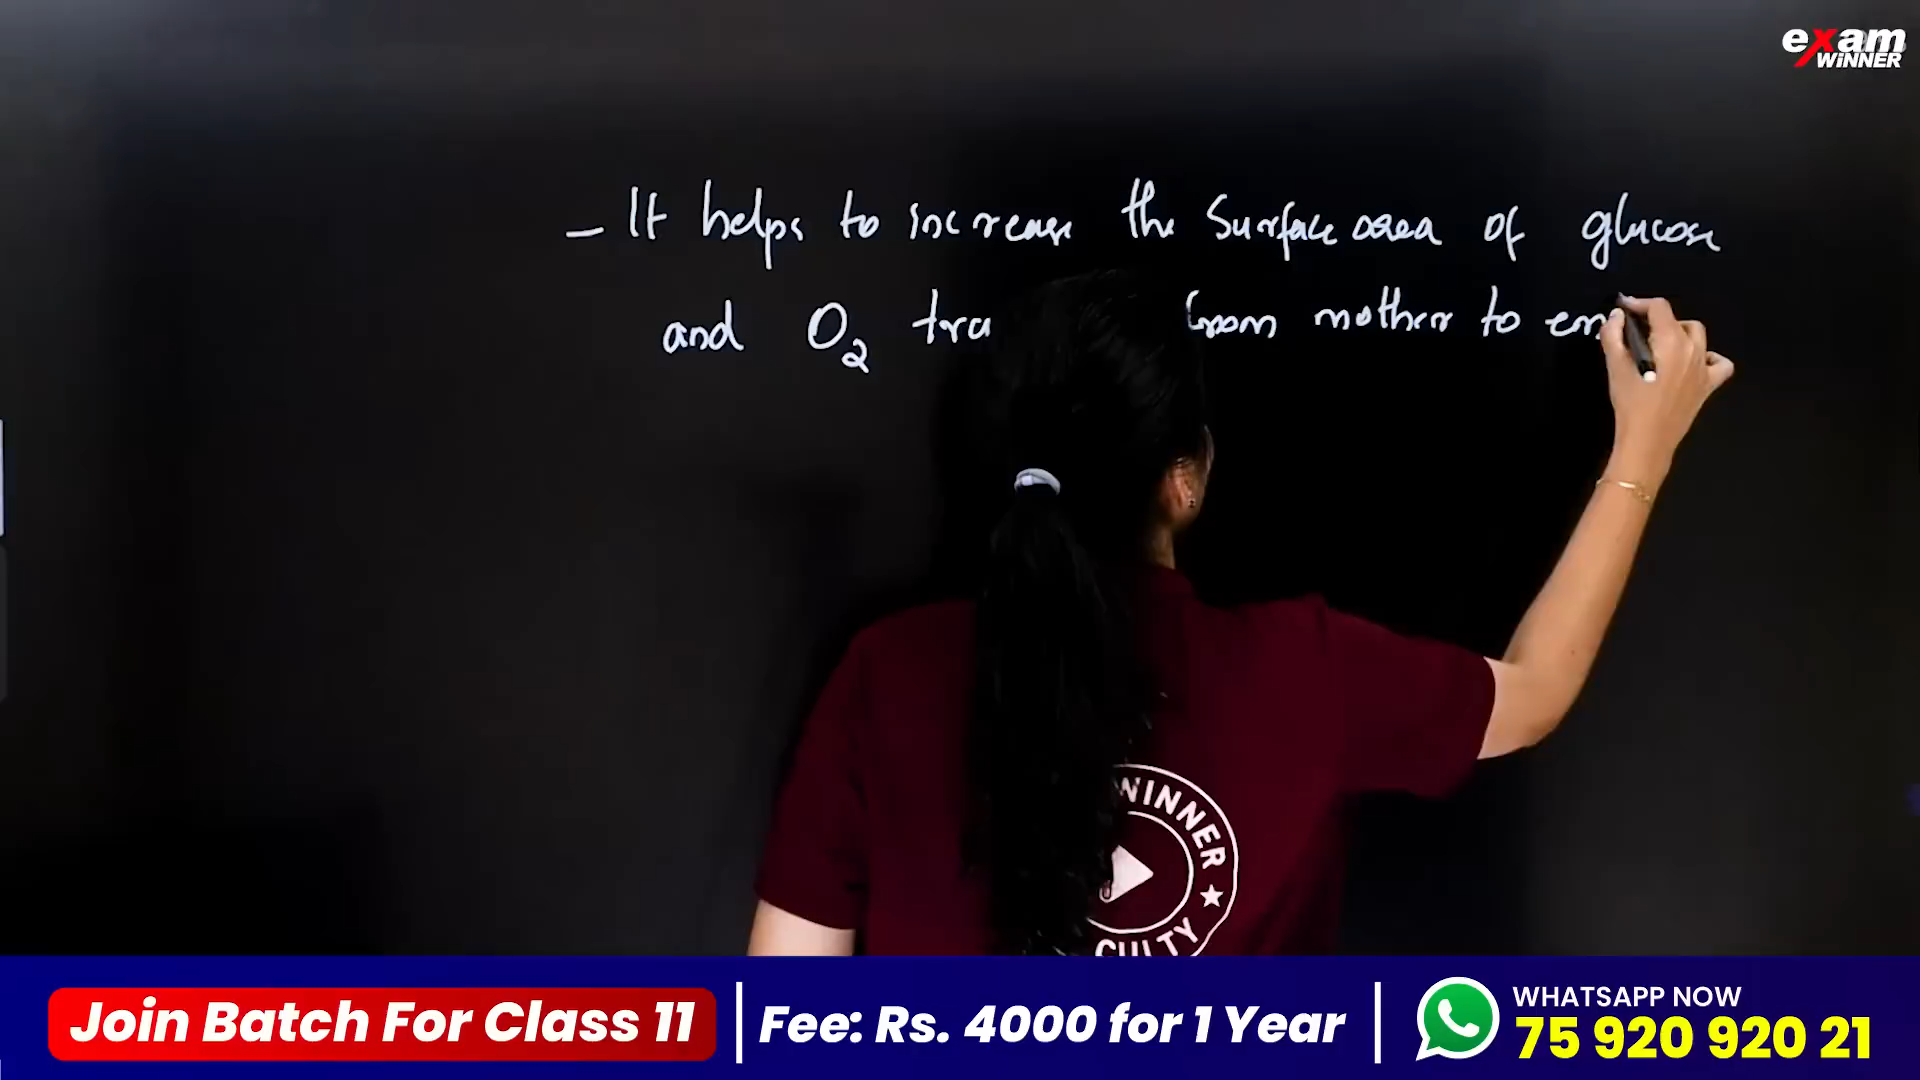 exam
WINNER
- It helps to increase the surface area of glucose
and O₂ tra from mother to em
WINNER
CULTY
Join Batch For Class 11
Fee: Rs. 4000 for 1 Year
WHATSAPP NOW
75 920 920 21